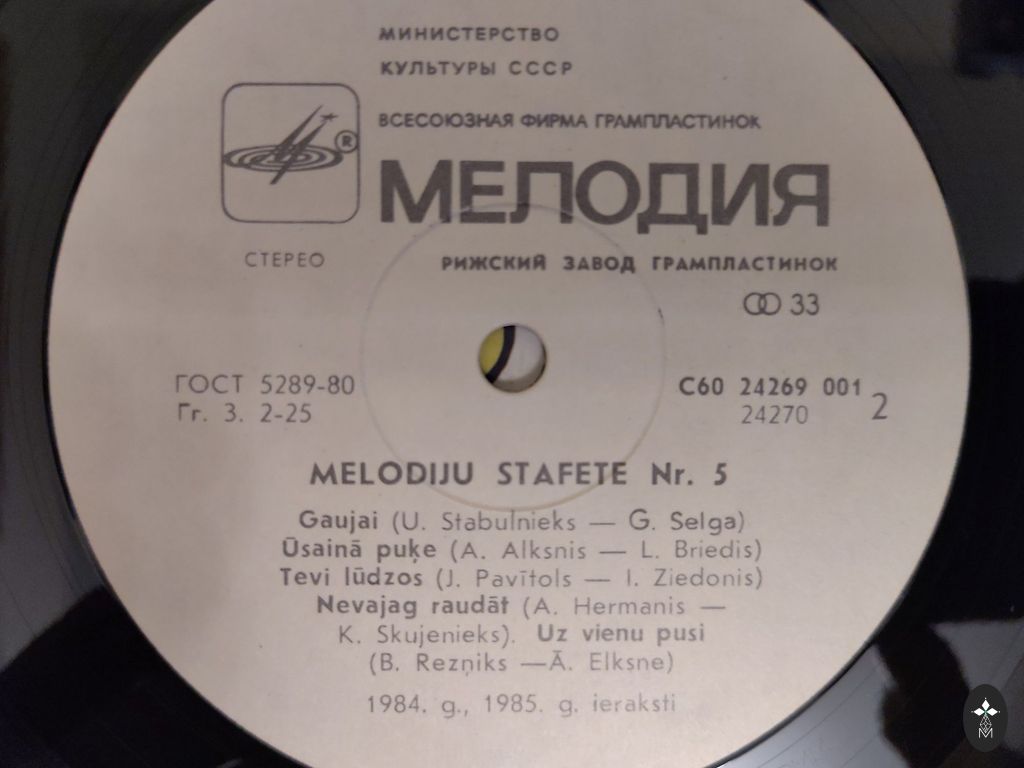 МИНИСТЕРСТВО
КУЛЬТУРЫ СССР
ВСЕСОЮЗНАЯ ФИРМА ГРАМПЛАСТИНОК
®
МЕЛОДИЯ
СТЕРЕО
РИЖСКИЙ ЗАВОД ГРАМПЛАСТИНОК
33
ГОСТ 5289-80
Гг. 3. 2-25
С60 24269 001
24270
2
MELODIJU STAFETE Nr. 5
Gaujai (U. Stabulnieks — G. Selga)
Ūsainā puķe (A. Alksnis — L. Briedis)
Tevi lūdzos (J. Pavītols — I. Ziedonis)
Nevajag raudāt (A. Hermanis —
K. Skujenieks). Uz vienu pusi
(B. Rezņiks —Ā. Elksne)
1984. g., 1985. g. ieraksti
M